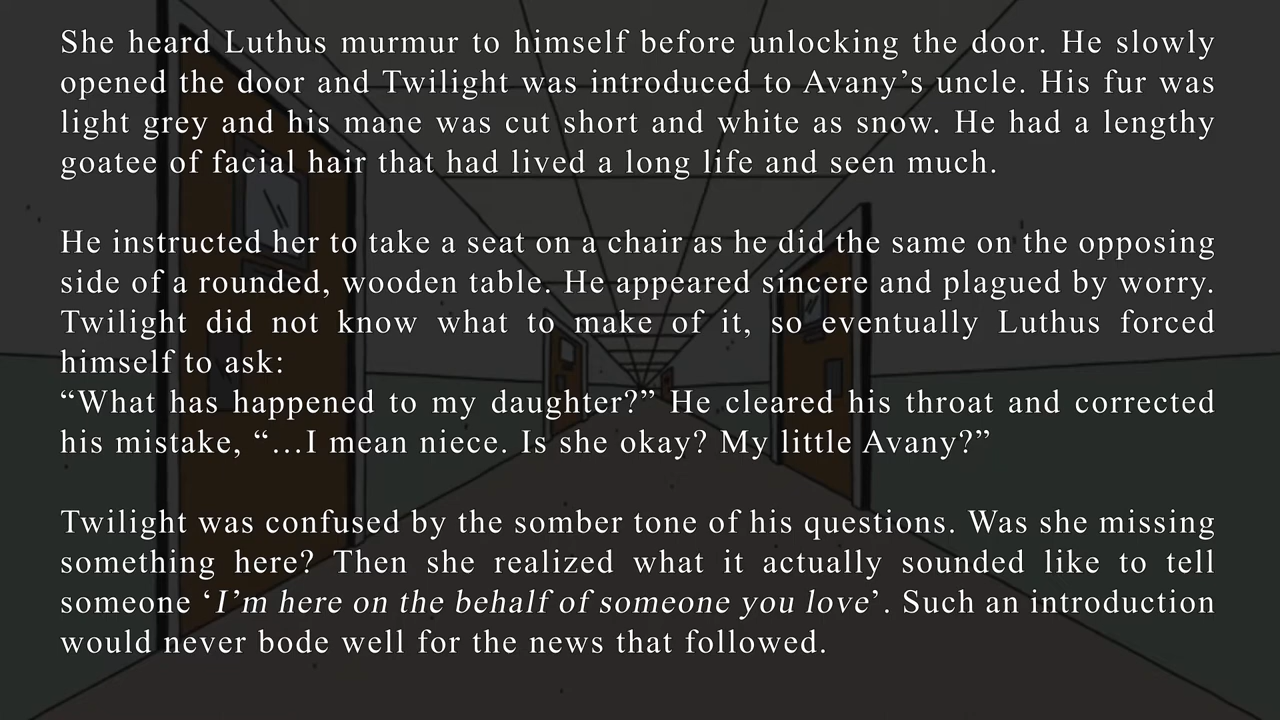 She heard Luthus murmur to himself before unlocking the door. He slowly
opened the door and Twilight was introduced to Avany’s uncle. His fur was
light grey and his mane was cut short and white as snow. He had a lengthy
goatee of facial hair that had lived a long life and seen much.
He instructed her to take a seat on a chair as he did the same on the opposing
side of a rounded, wooden table. He appeared sincere and plagued by worry.
Twilight did not know what to make of it, so eventually Luthus forced
himself to ask:
“What has happened to my daughter?” He cleared his throat and corrected
his mistake, “…I mean niece. Is she okay? My little Avany?”
Twilight was confused by the somber tone of his questions. Was she missing
something here? Then she realized what it actually sounded like to tell
someone ‘I’m here on the behalf of someone you love’. Such an introduction
would never bode well for the news that followed.